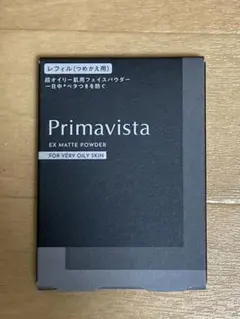 レフィル(つめかえ用)
超オイリー肌用フェイスパウダー
一日中*ベタつきを防ぐ
Primavista
EX MATTE POWDER
FOR VERY OILY SKIN